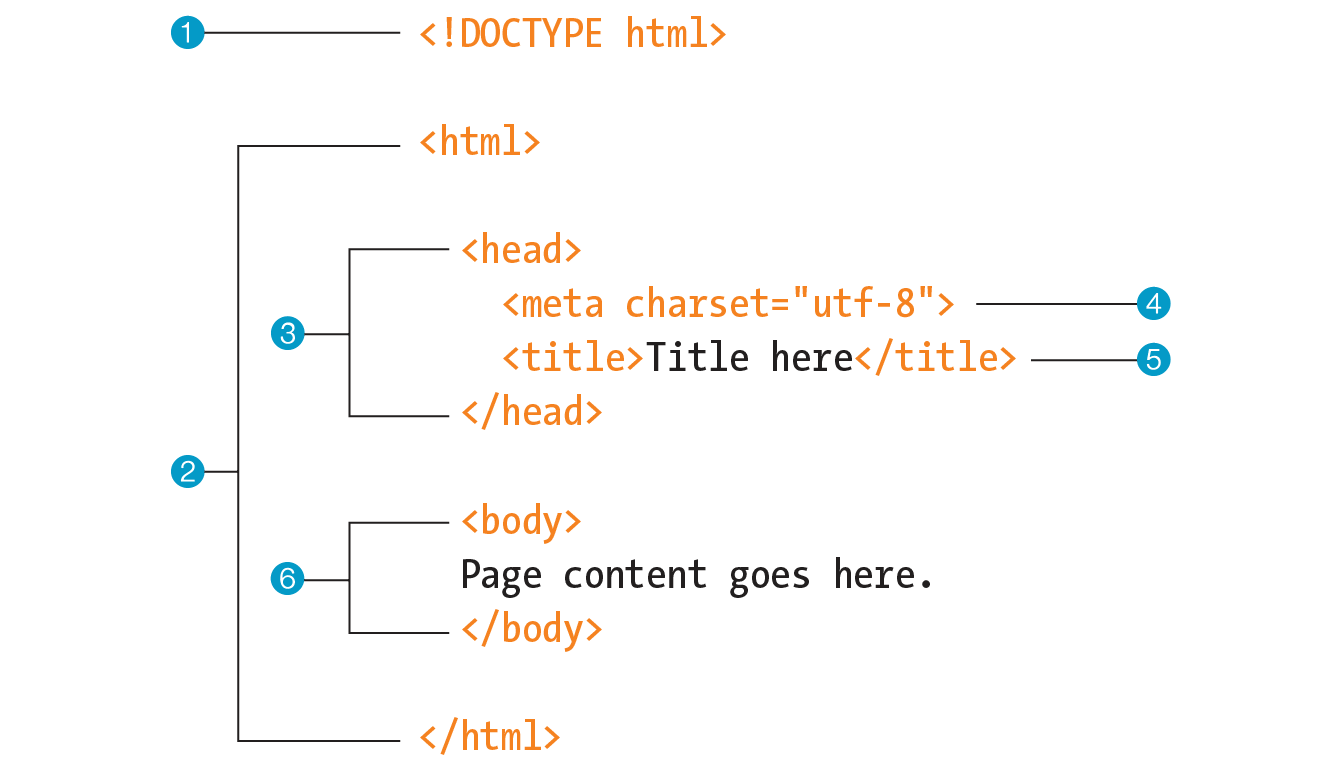 1 <!DOCTYPE html>
<html>
<head>
<meta charset="utf-8"> 4
3
<title>Title here</title> 5
</head>
2
<body>
6 Page content goes here.
</body>
</html>